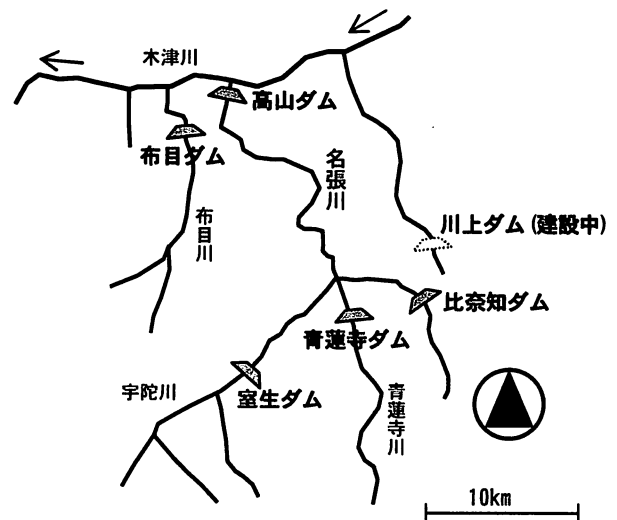 木津川
高山ダム
布目ダム
名張川
布目川
川上ダム(建設中)
比奈知ダム
青蓮寺ダム
宇陀川
室生ダム
青蓮寺川
10km